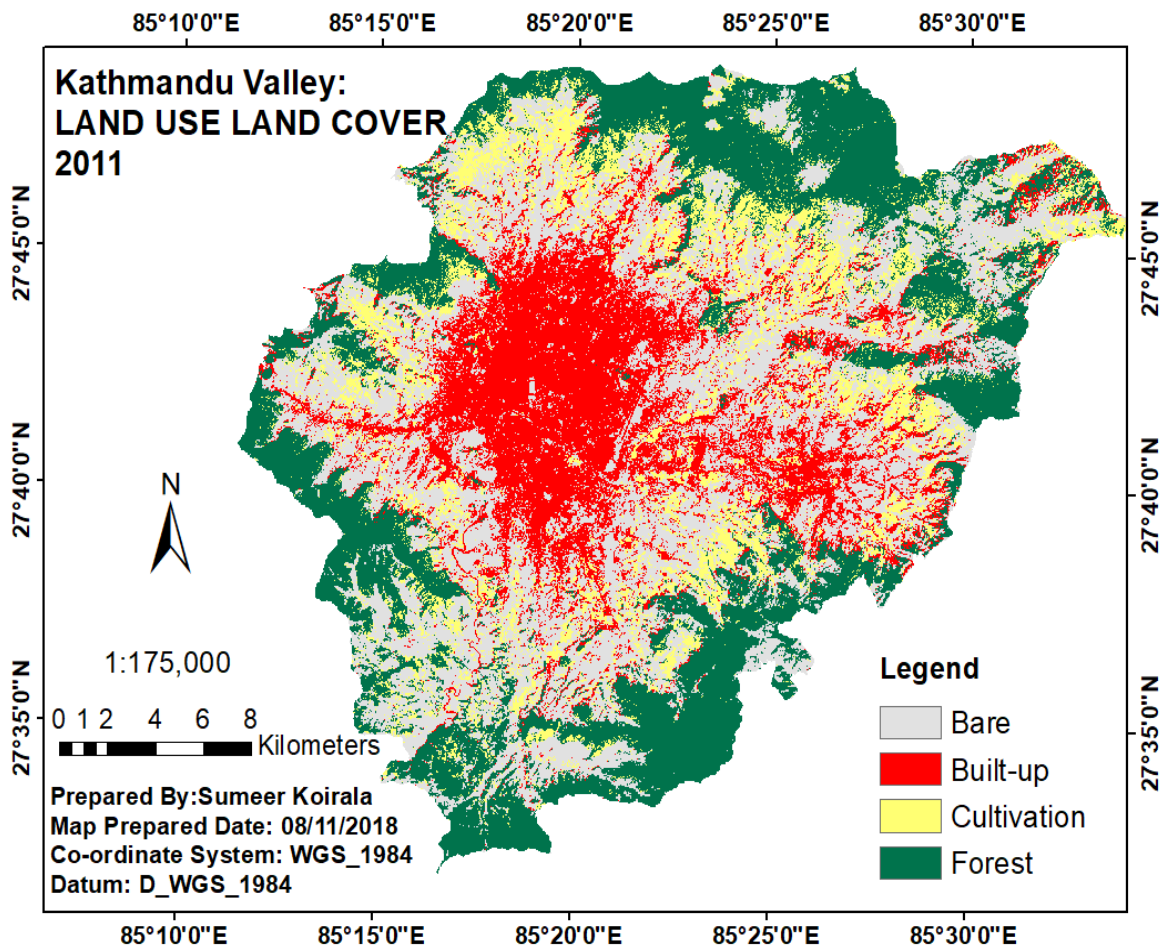 85°10'0"E 85°15'0"E 85°20'0"E 85°25'0"E 85°30'0"E
Kathmandu Valley:
LAND USE LAND COVER
2011
27°45'0"N
27°45'0"N
27°40'0"N
27°40'0"N
N
1:175,000
27°35'0"N
27°35'0"N
0 1 2 4 6 8
Kilometers
Legend
Bare
Built-up
Cultivation
Forest
Prepared By:Sumeer Koirala
Map Prepared Date: 08/11/2018
Co-ordinate System: WGS_1984
Datum: D_WGS_1984
85°10'0"E 85°15'0"E 85°20'0"E 85°25'0"E 85°30'0"E